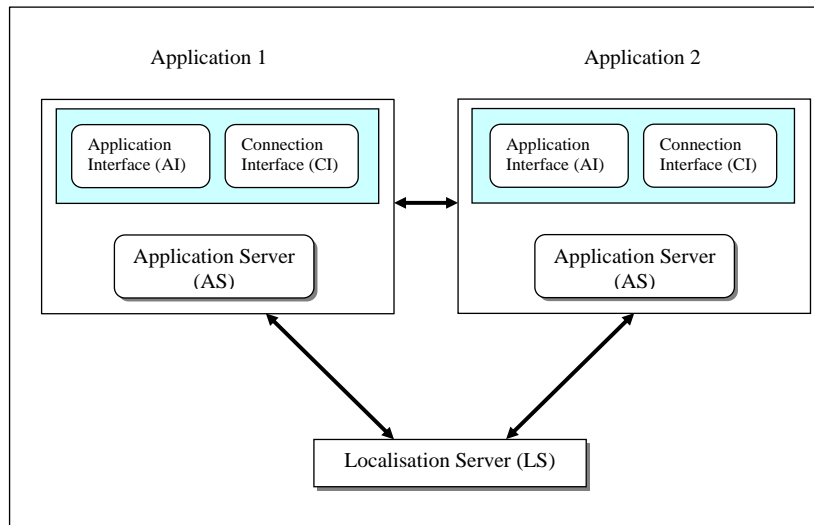 Application 1
Application 2
Application
Interface (AI)
Connection
Interface (CI)
Application
Interface (AI)
Connection
Interface (CI)
Application Server
(AS)
Application Server
(AS)
Localisation Server (LS)